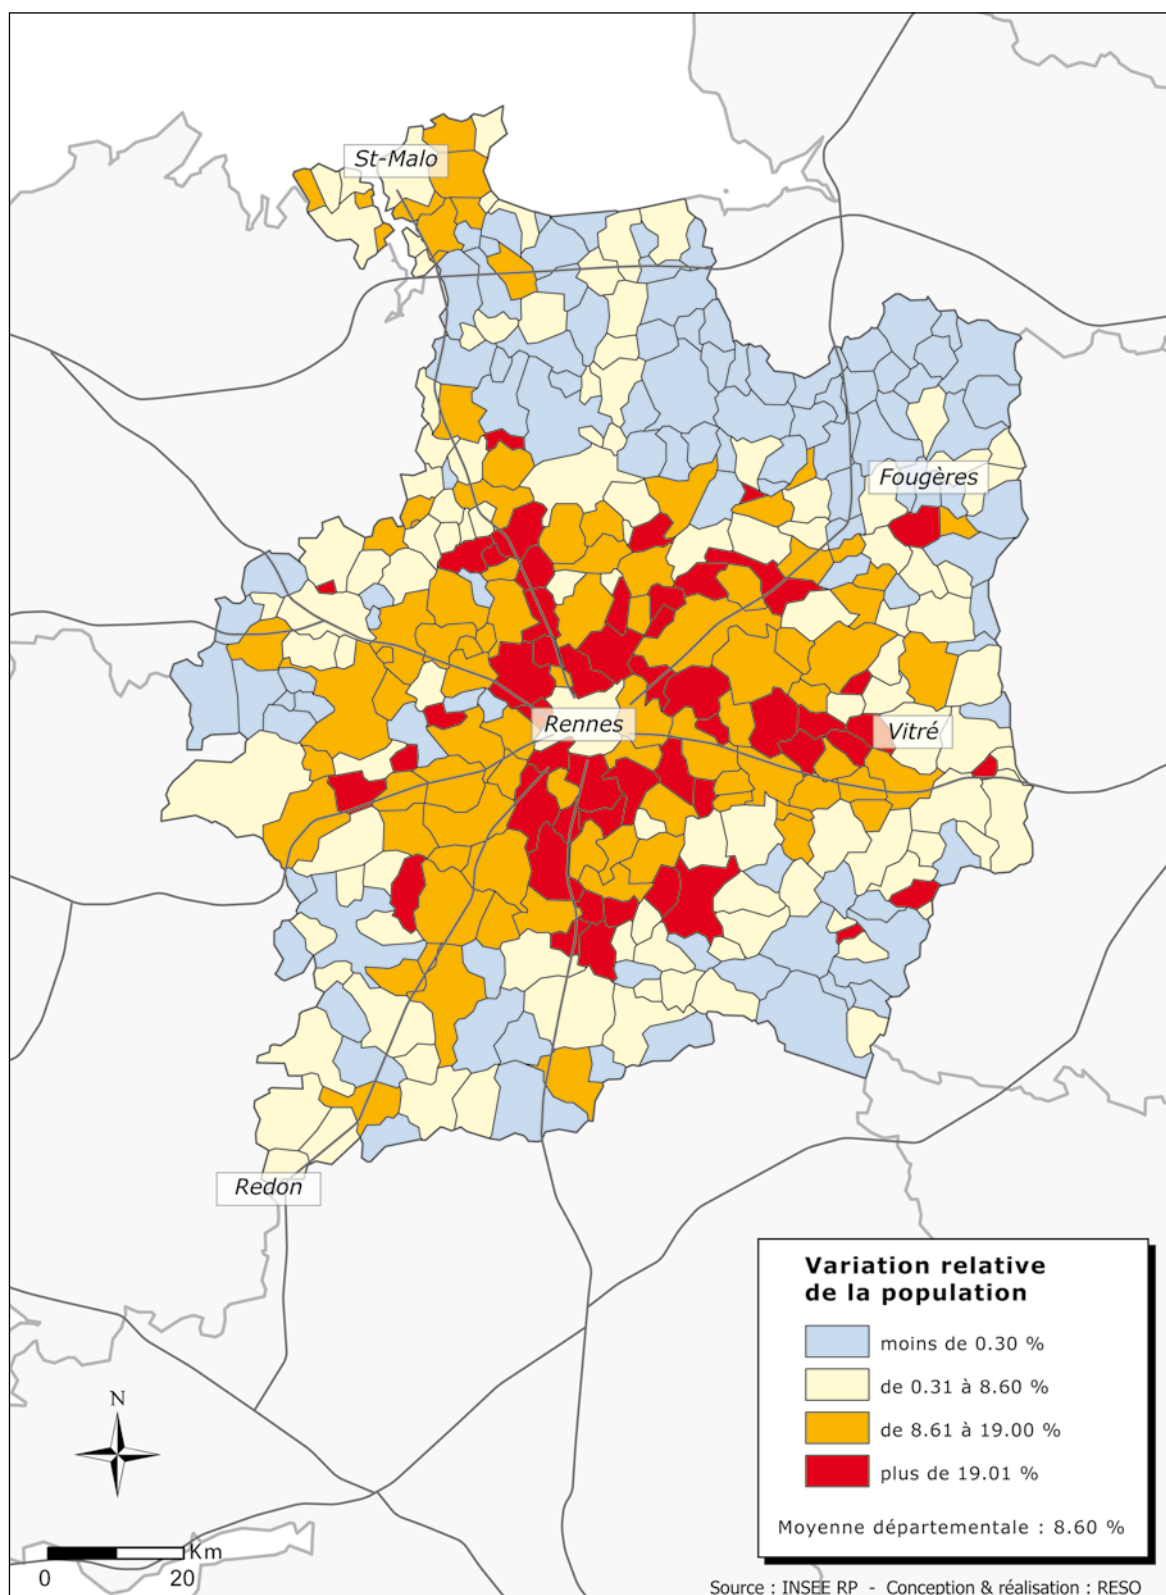 St-Malo
Fougères
Rennes
Vitré
Redon
Variation relative
de la population
moins de 0.30 %
de 0.31 à 8.60 %
de 8.61 à 19.00 %
plus de 19.01 %
Moyenne départementale : 8.60 %
N
Km
0 20
Source : INSEE RP - Conception & réalisation : RESO